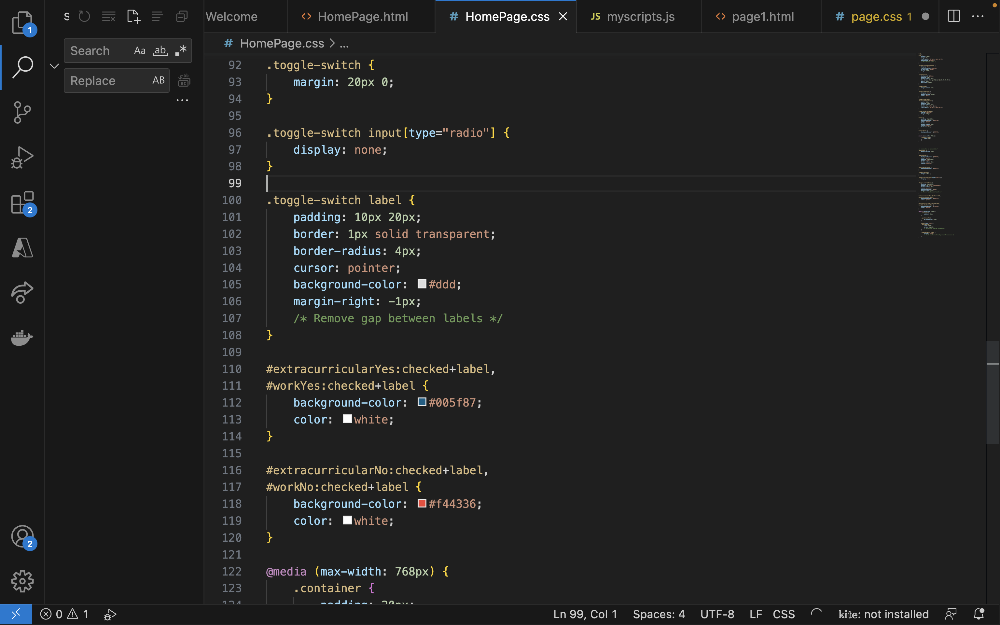 S
Welcome
HomePage.html
HomePage.css
JS myscripts.js
page1.html
page.css 1
1
Search Aa ab
Replace AB
HomePage.css > ...
2
2
92 .toggle-switch {
93 margin: 20px 0;
94 }
95
96 .toggle-switch input[type="radio"] {
97 display: none;
98 }
99
100 .toggle-switch label {
101 padding: 10px 20px;
102 border: 1px solid transparent;
103 border-radius: 4px;
104 cursor: pointer;
105 background-color: #ddd;
106 margin-right: -1px;
107 /* Remove gap between labels */
108 }
109
110 #extracurricularYes:checked+label,
111 #workYes:checked+label {
112 background-color: #005f87;
113 color: white;
114 }
115
116 #extracurricularNo:checked+label,
117 #workNo:checked+label {
118 background-color: #f44336;
119 color: white;
120 }
121
122 @media (max-width: 768px) {
123 .container {
124 padding: 20px;
0 1
Ln 99, Col 1 Spaces: 4 UTF-8 LF CSS kite: not installed